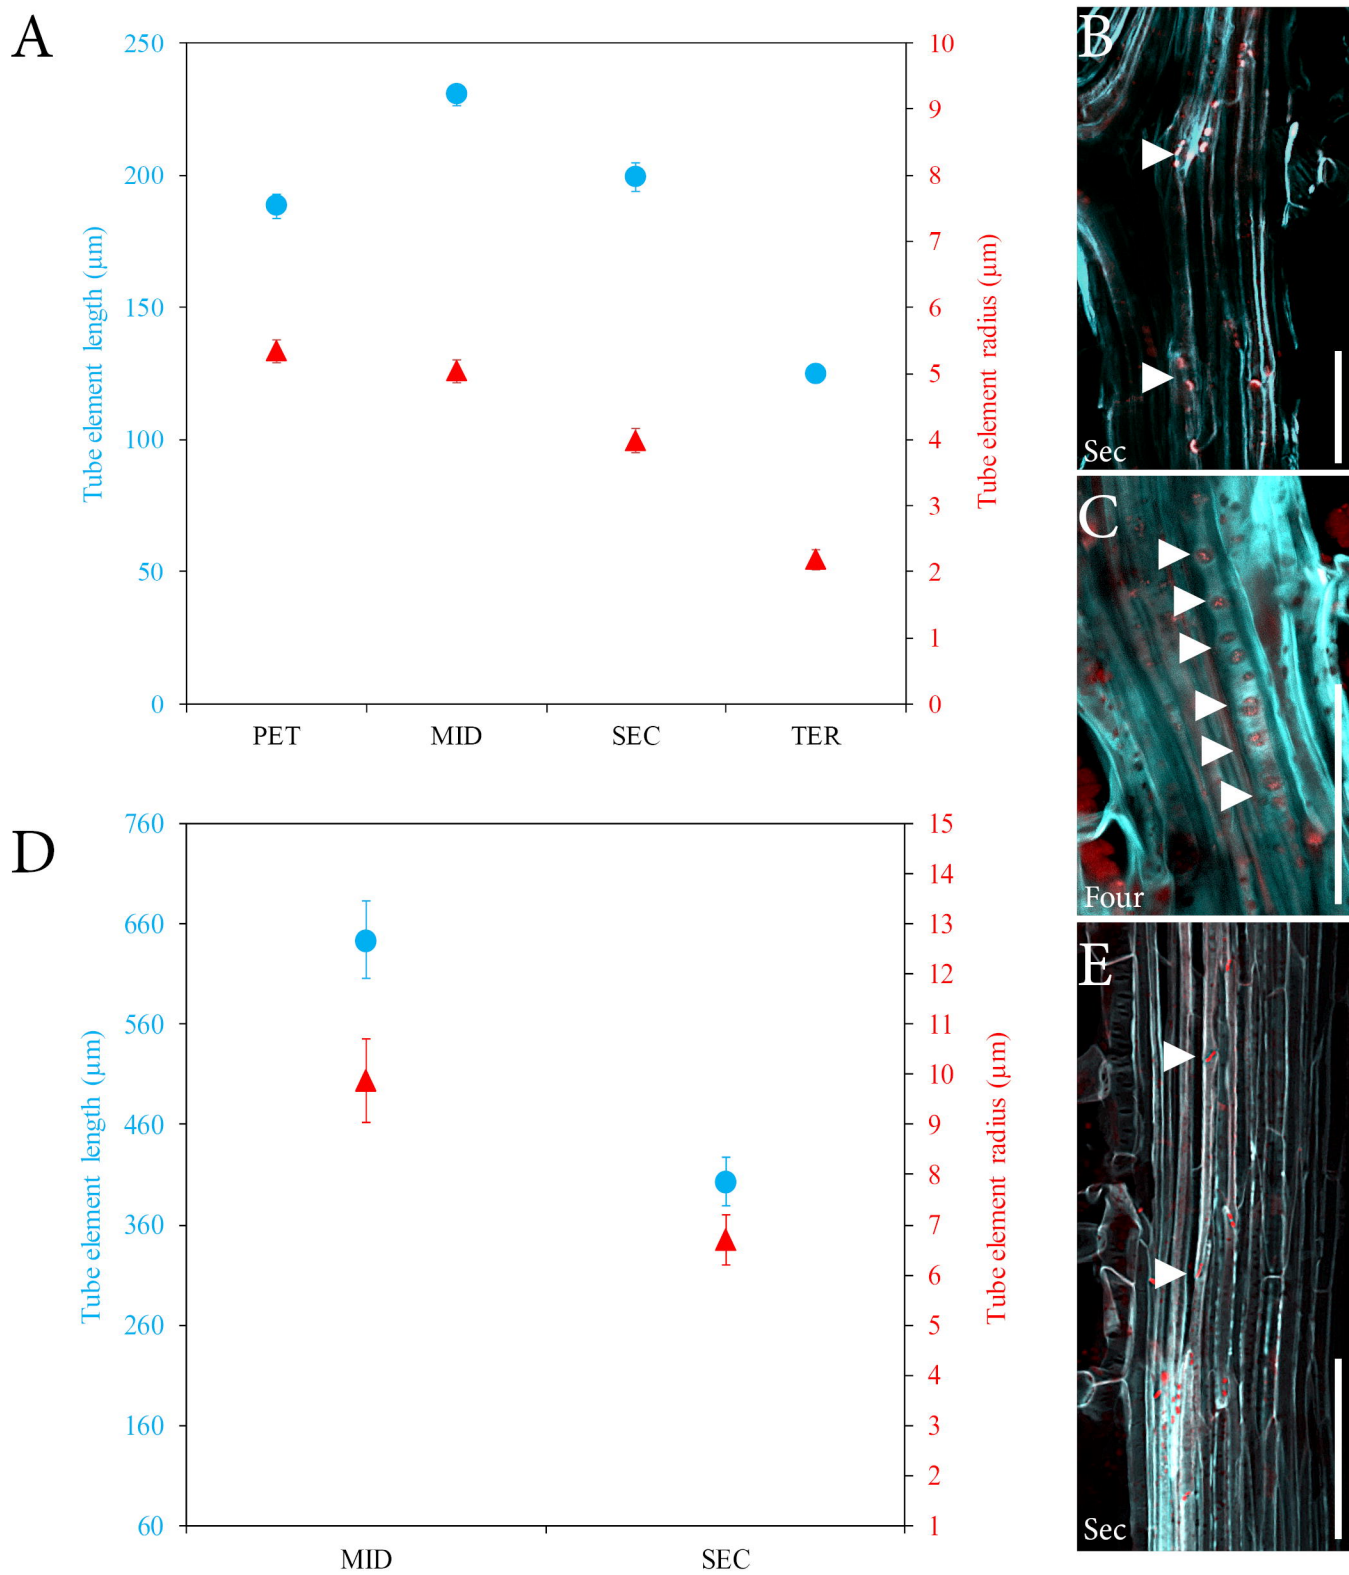 A
250
200
150
100
50
0
Tube element length (µm)
10
9
8
7
6
5
4
3
2
1
0
Tube element radius (µm)
PET MID SEC TER
B
Sec
C
Four
D
760
660
560
460
360
260
160
60
Tube element length (µm)
15
14
13
12
11
10
9
8
7
6
5
4
3
2
1
Tube element radius (µm)
MID SEC
E
Sec